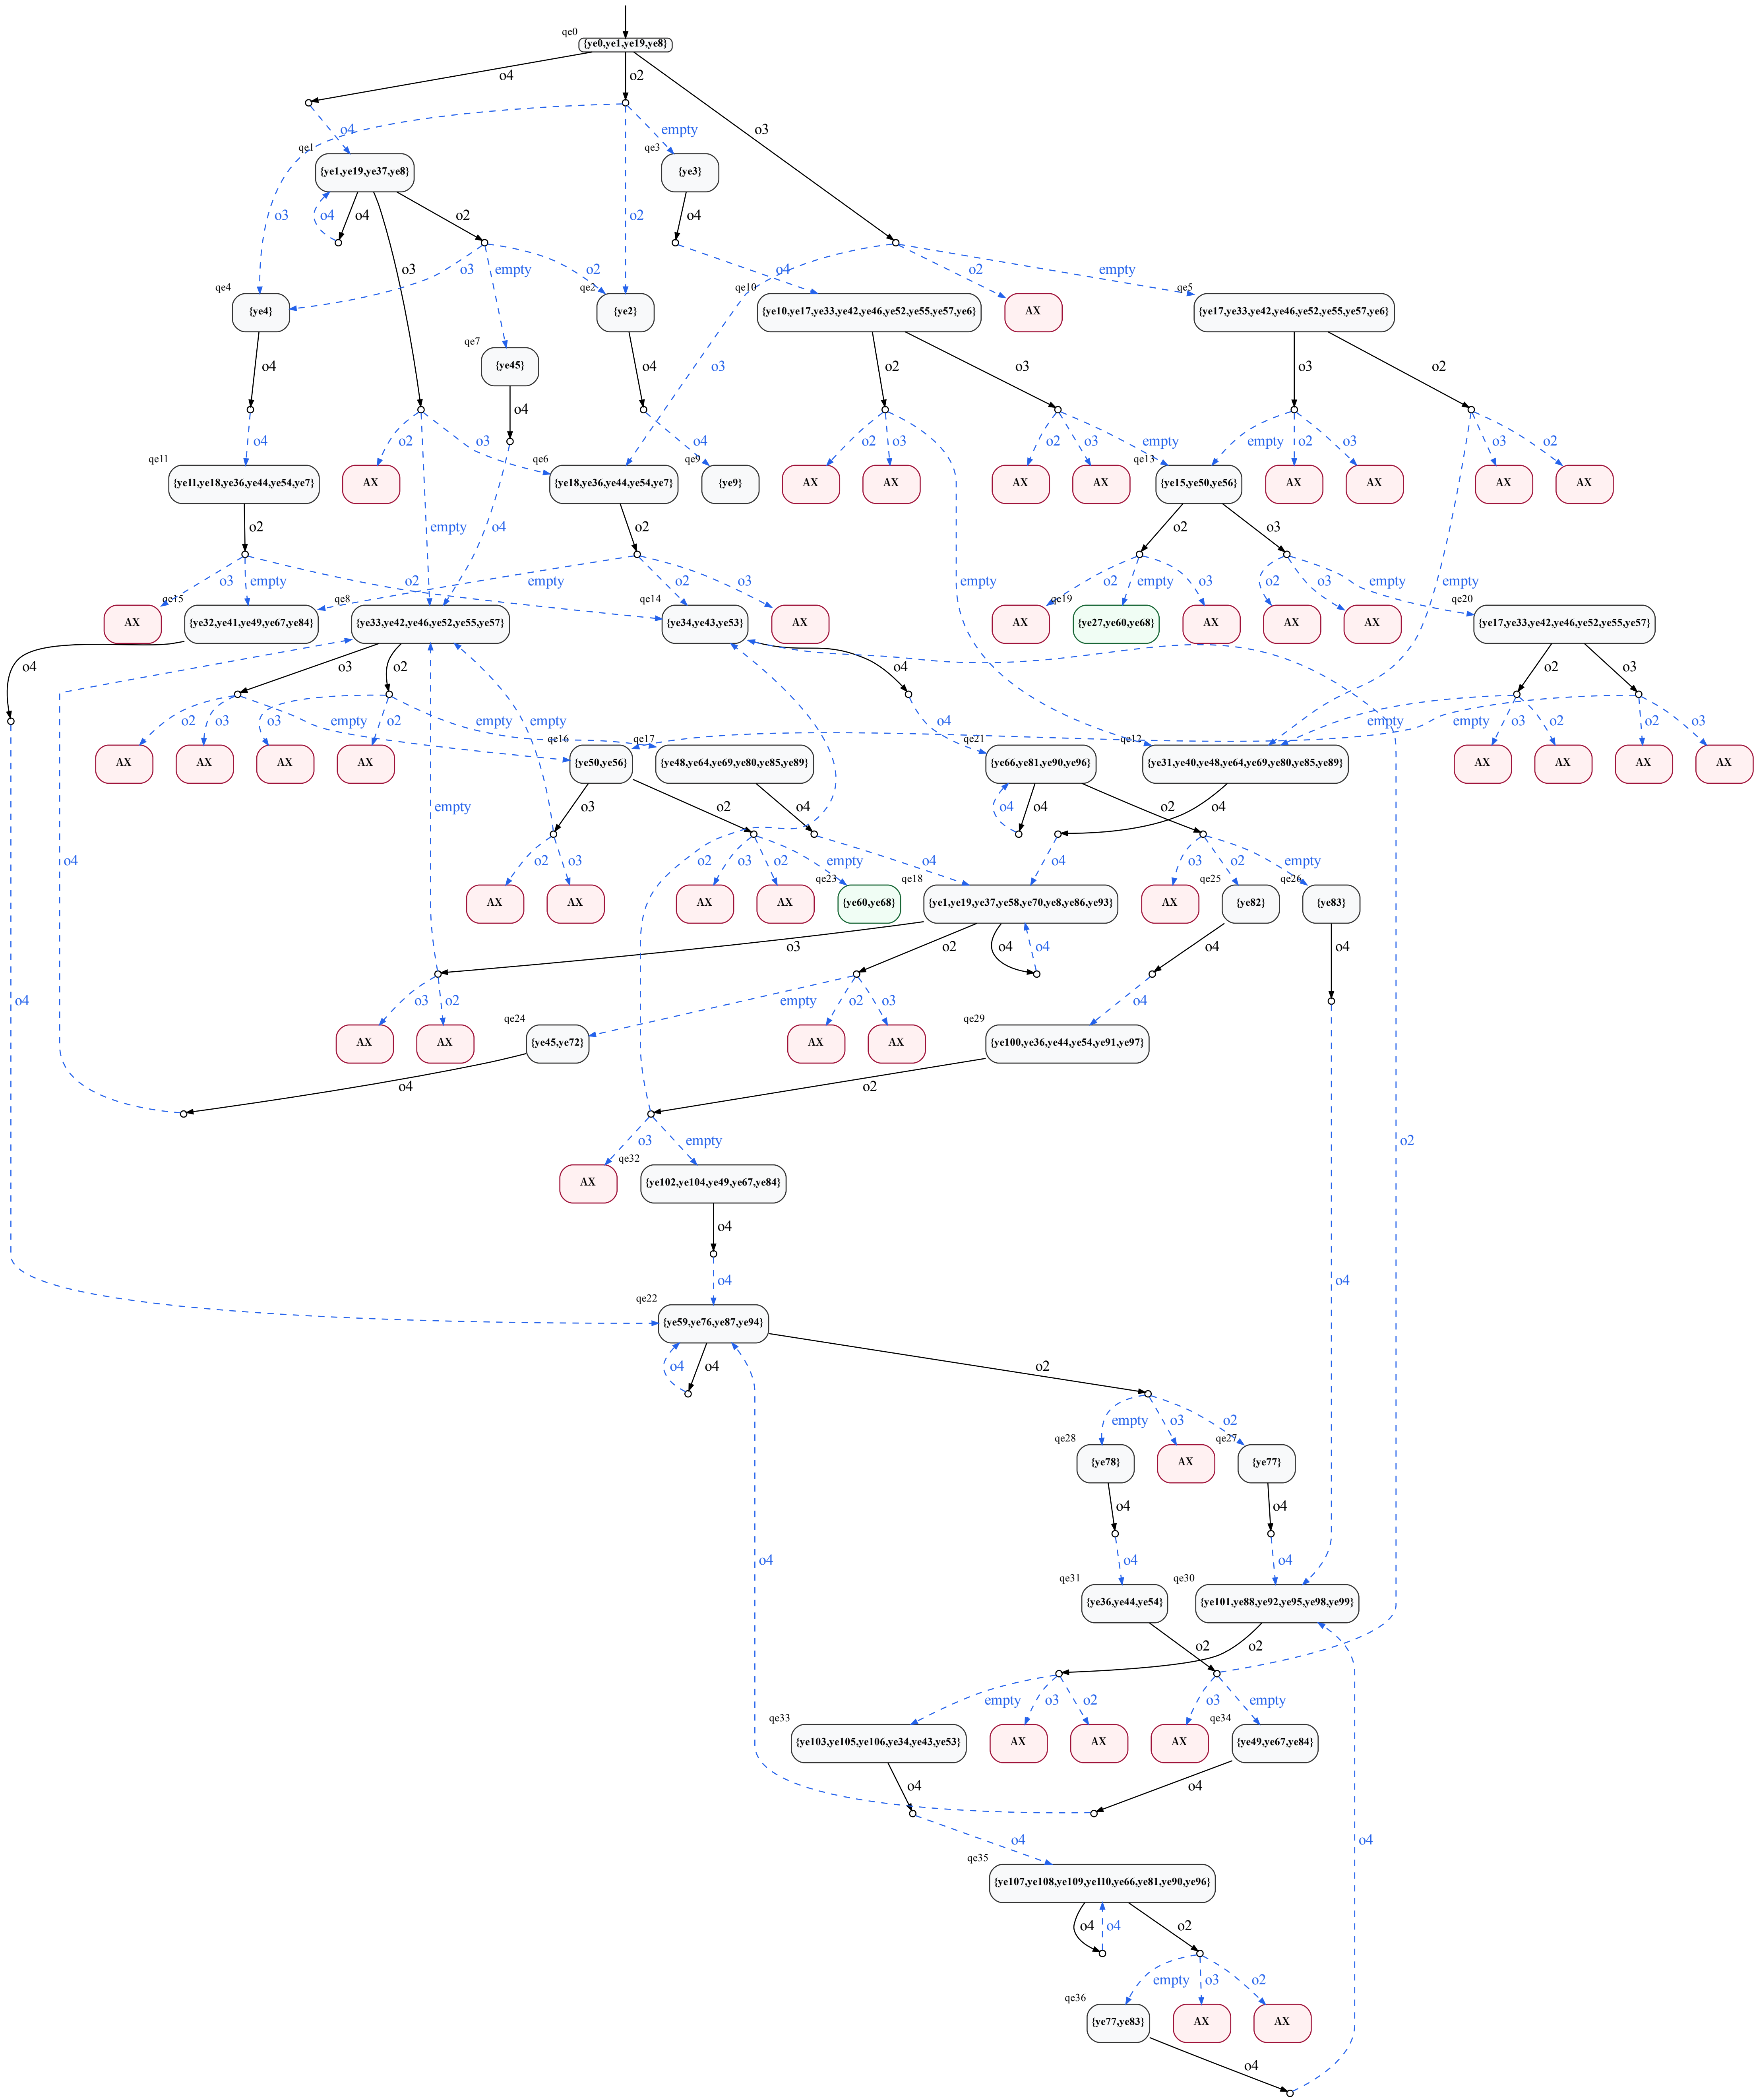 qe0
{ye0,ye1,ye19,ye8}
o4
o2
o3
o4
empty
qe1
qe3
{ye1,ye19,ye37,ye8}
{ye3}
o3
o2
o4
o4
o2
o4
o3
o3
empty
o2
o4
o2
empty
qe4
qe2
qe10
qe5
{ye4}
{ye2}
{ye10,ye17,ye33,ye42,ye46,ye52,ye55,ye57,ye6}
AX
{ye17,ye33,ye42,ye46,ye52,ye55,ye57,ye6}
qe7
{ye45}
o4
o4
o3
o2
o3
o3
o2
o4
o4
o2
o3
o4
o2
o3
o2
o3
empty
empty
o2
o3
o3
o2
qe11
qe6
qe9
qe13
{ye11,ye18,ye36,ye44,ye54,ye7}
AX
{ye18,ye36,ye44,ye54,ye7}
{ye9}
AX
AX
AX
AX
{ye15,ye50,ye56}
AX
AX
AX
AX
o2
empty
o4
o2
o2
o3
o3
empty
o2
empty
o2
o3
empty
o2
empty
o3
o2
o3
empty
empty
qe15
qe8
qe14
qe19
qe20
AX
{ye32,ye41,ye49,ye67,ye84}
{ye33,ye42,ye46,ye52,ye55,ye57}
{ye34,ye43,ye53}
AX
AX
{ye27,ye60,ye68}
AX
AX
AX
{ye17,ye33,ye42,ye46,ye52,ye55,ye57}
o4
o3
o2
o4
o2
o3
o2
o3
empty
o3
o2
empty
empty
o4
empty
empty
o3
o2
o2
o3
qe16
qe17
qe21
qe12
AX
AX
AX
AX
{ye50,ye56}
{ye48,ye64,ye69,ye80,ye85,ye89}
{ye66,ye81,ye90,ye96}
{ye31,ye40,ye48,ye64,ye69,ye80,ye85,ye89}
AX
AX
AX
AX
empty
o3
o2
o4
o4
o4
o2
o4
o4
o2
o3
o2
o3
o2
empty
o4
o4
o3
o2
empty
qe23
qe18
qe25
qe26
AX
AX
AX
AX
{ye60,ye68}
{ye1,ye19,ye37,ye58,ye70,ye8,ye86,ye93}
AX
{ye82}
{ye83}
o3
o2
o4
o4
o4
o4
o4
o3
o2
empty
o2
o3
o4
qe24
qe29
AX
AX
{ye45,ye72}
AX
AX
{ye100,ye36,ye44,ye54,ye91,ye97}
o4
o2
o3
empty
o2
qe32
AX
{ye102,ye104,ye49,ye67,ye84}
o4
o4
o4
qe22
{ye59,ye76,ye87,ye94}
o4
o4
o2
empty
o3
o2
qe28
qe27
{ye78}
AX
{ye77}
o4
o4
o4
o4
o4
qe31
qe30
{ye36,ye44,ye54}
{ye101,ye88,ye92,ye95,ye98,ye99}
o2
o2
empty
o3
o2
o3
empty
qe33
qe34
{ye103,ye105,ye106,ye34,ye43,ye53}
AX
AX
AX
{ye49,ye67,ye84}
o4
o4
o4
o4
qe35
{ye107,ye108,ye109,ye110,ye66,ye81,ye90,ye96}
o4
o4
o2
empty
o3
o2
qe36
{ye77,ye83}
AX
AX
o4